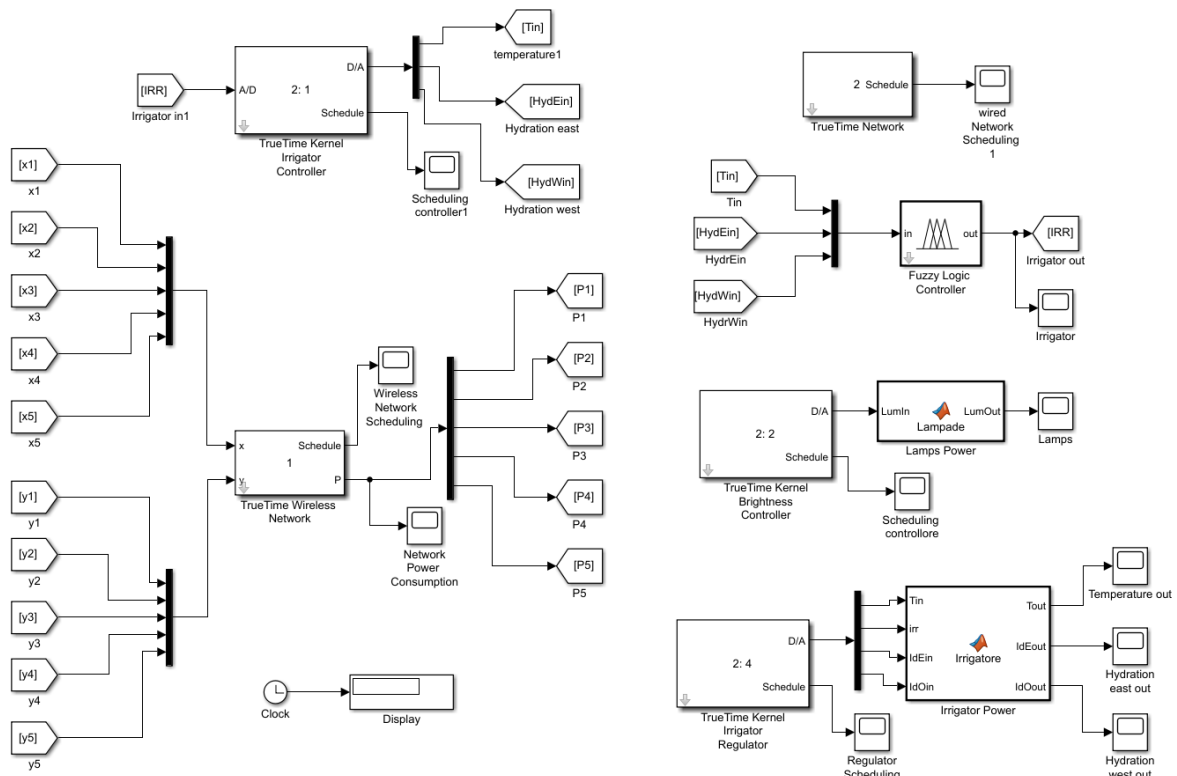 [IRR]
Irrigator in1
A/D
2: 1
D/A
Schedule
TrueTime Kernel
Irrigator
Controller
[Tin]
temperature1
[HydEin]
Hydration east
[HydWin]
Hydration west
Scheduling
controller1
[x1]
x1
[x2]
x2
[x3]
x3
[x4]
x4
[x5]
x5
[y1]
y1
[y2]
y2
[y3]
y3
[y4]
y4
[y5]
y5
x
y
1
Schedule
P
TrueTime Wireless
Network
Wireless
Network
Scheduling
Network
Power
Consumption
[P1]
P1
[P2]
P2
[P3]
P3
[P4]
P4
[P5]
P5
Clock
Display
2
Schedule
TrueTime Network
wired
Network
Scheduling
1
[Tin]
Tin
[HydEin]
HydrEin
[HydWin]
HydrWin
in
out
Fuzzy Logic
Controller
[IRR]
Irrigator out
Irrigator
2: 2
D/A
Schedule
TrueTime Kernel
Brightness
Controller
LumIn
Lampade
LumOut
Lamps Power
Lamps
Scheduling
controllore
2: 4
D/A
Schedule
TrueTime Kernel
Irrigator
Regulator
Regulator
Scheduling
Tin
irr
IdEin
IdOin
Irrigatore
Tout
IdEout
IdOout
Irrigator Power
Temperature out
Hydration
east out
Hydration
west out